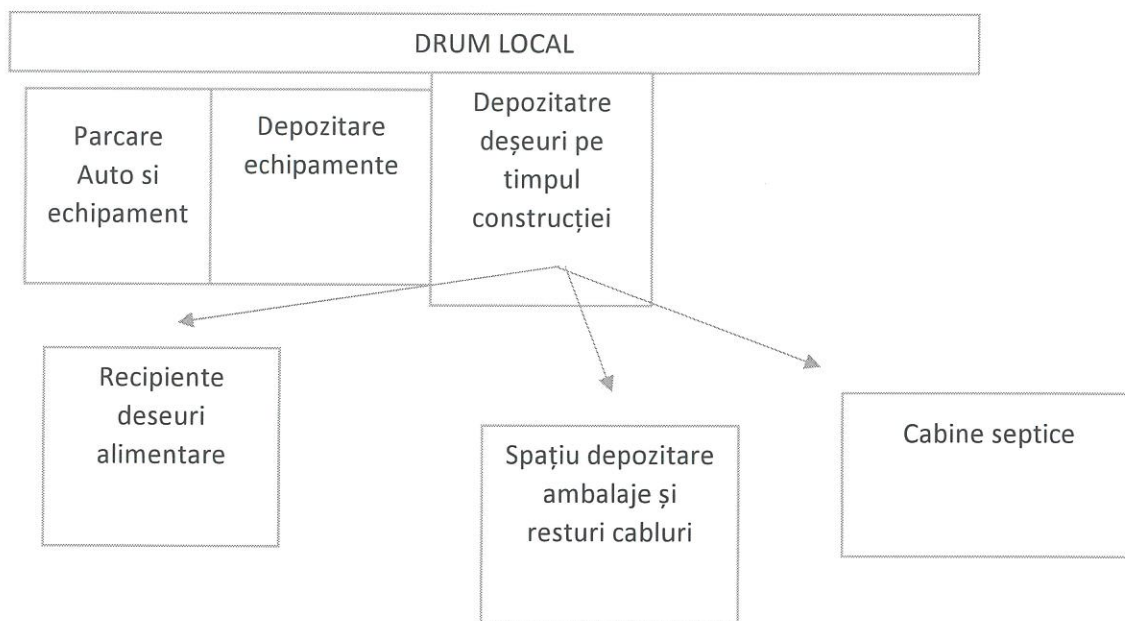 DRUM LOCAL
Parcare
Auto si
echipament
Depozitare
echipamente
Depozitatre
deșeuri pe
timpul
construcției
Recipiente
deseuri
alimentare
Spațiu depozitare
ambalaje și
resturi cabluri
Cabine septice